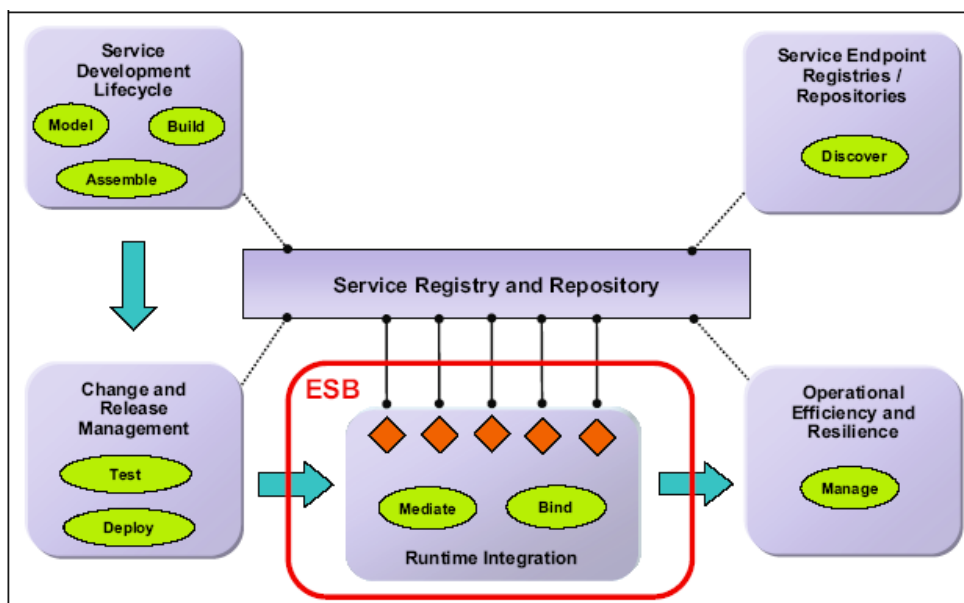 Service
Development
Lifecycle
Model
Build
Assemble
Service Endpoint
Registries /
Repositories
Discover
Service Registry and Repository
Change and
Release
Management
Test
Deploy
ESB
Mediate
Bind
Runtime Integration
Operational
Efficiency and
Resilience
Manage